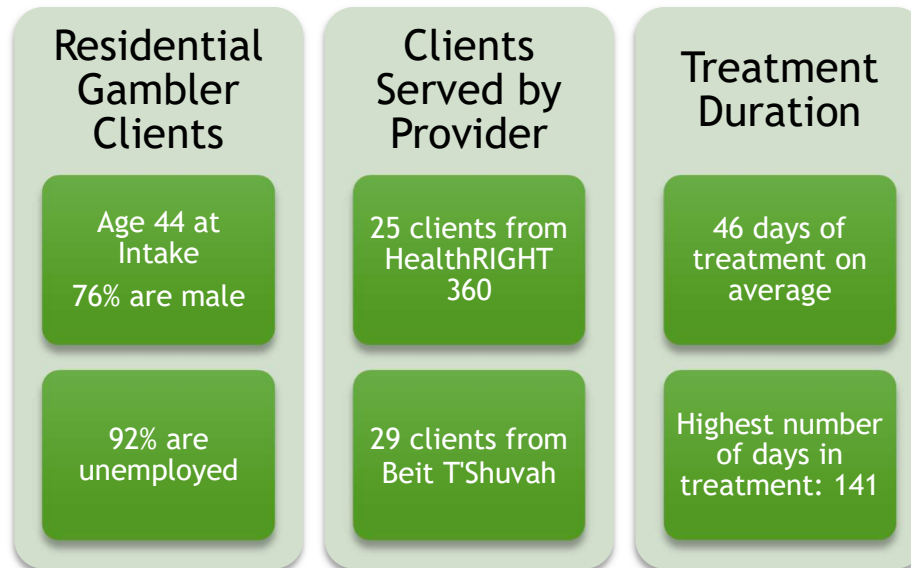 Residential
Gambler
Clients
Age 44 at
Intake
76% are male
92% are
unemployed
Clients
Served by
Provider
25 clients from
HealthRIGHT
360
29 clients from
Beit T'Shuvah
Treatment
Duration
46 days of
treatment on
average
Highest number
of days in
treatment: 141